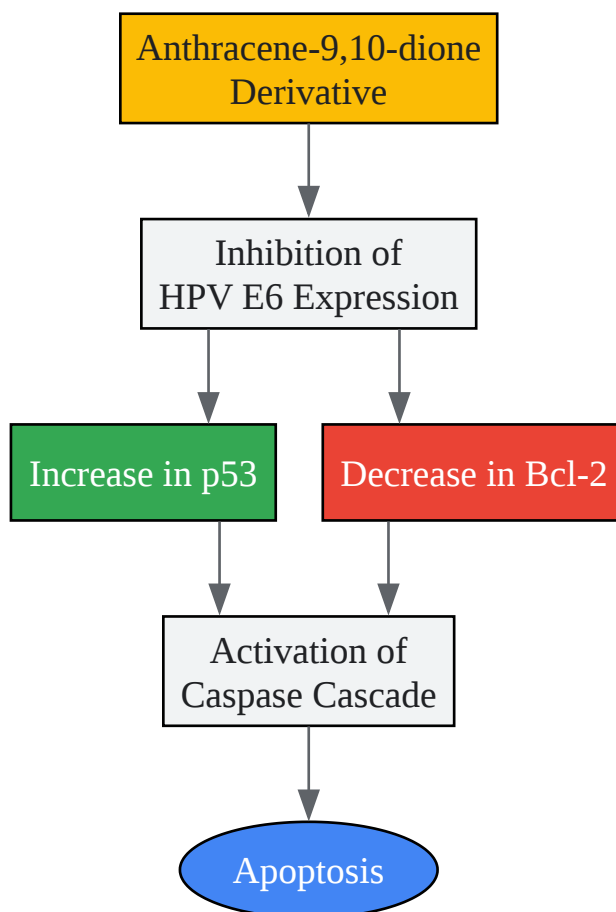 Anthracene-9,10-dione
Derivative
Inhibition of
HPV E6 Expression
Increase in p53
Decrease in Bcl-2
Activation of
Caspase Cascade
Apoptosis